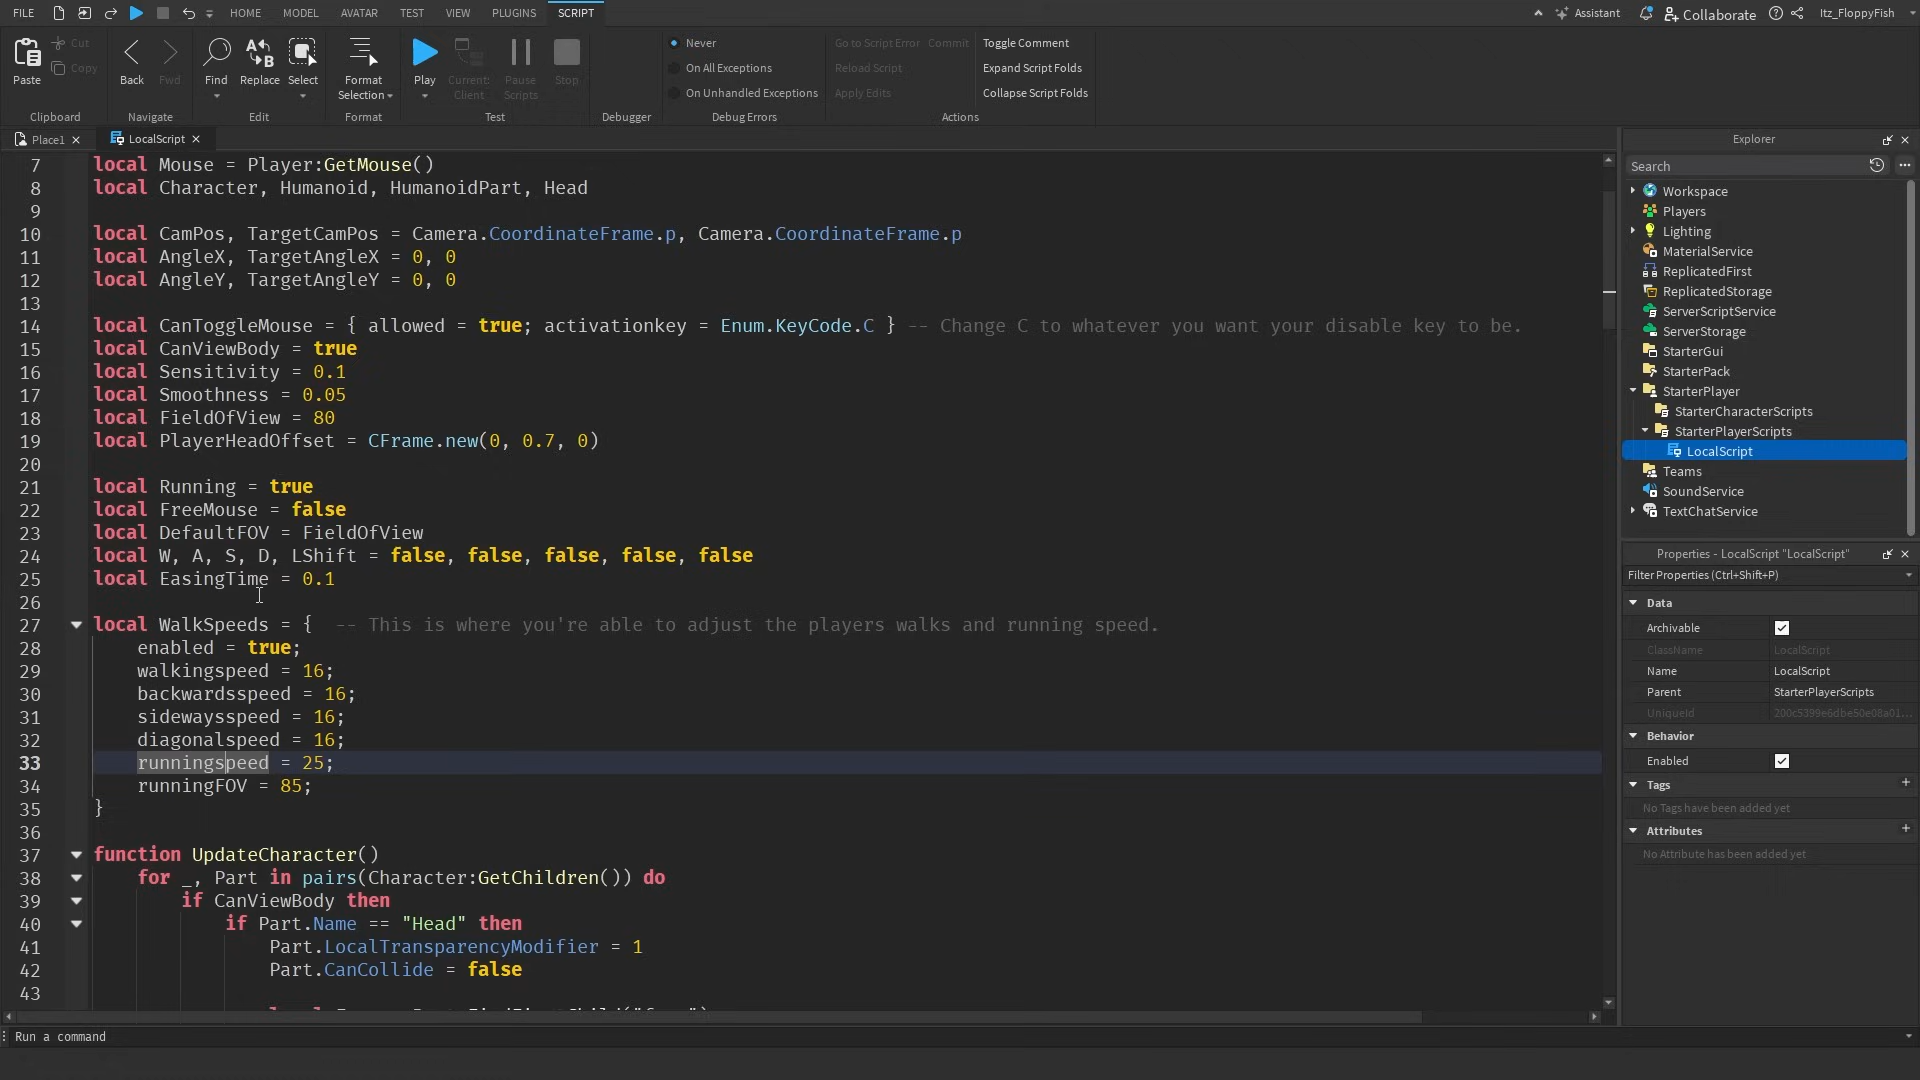 FILE HOME MODEL AVATAR TEST VIEW PLUGINS SCRIPT Assistant Collaborate Itz_FloppyFish
Paste Cut Copy
Clipboard
Back Fwd
Navigate
Find Replace Select
Edit
Format Selection
Format
Play Current: Client Pause Scripts Stop
Test
Debugger
Never
On All Exceptions
On Unhandled Exceptions
Debug Errors
Go to Script Error Commit
Reload Script
Apply Edits
Toggle Comment
Expand Script Folds
Collapse Script Folds
Actions
Place1 LocalScript
7 local Mouse = Player:GetMouse()
8 local Character, Humanoid, HumanoidPart, Head
9
10 local CamPos, TargetCamPos = Camera.CoordinateFrame.p, Camera.CoordinateFrame.p
11 local AngleX, TargetAngleX = 0, 0
12 local AngleY, TargetAngleY = 0, 0
13
14 local CanToggleMouse = { allowed = true; activationkey = Enum.KeyCode.C } -- Change C to whatever you want your disable key to be.
15 local CanViewBody = true
16 local Sensitivity = 0.1
17 local Smoothness = 0.05
18 local FieldOfView = 80
19 local PlayerHeadOffset = CFrame.new(0, 0.7, 0)
20
21 local Running = true
22 local FreeMouse = false
23 local DefaultFOV = FieldOfView
24 local W, A, S, D, LShift = false, false, false, false, false
25 local EasingTime = 0.1
26
27 local WalkSpeeds = { -- This is where you're able to adjust the players walks and running speed.
28 enabled = true;
29 walkingspeed = 16;
30 backwardsspeed = 16;
31 sidewaysspeed = 16;
32 diagonalspeed = 16;
33 runningspeed = 25;
34 runningFOV = 85;
35 }
36
37 function UpdateCharacter()
38 for _, Part in pairs(Character:GetChildren()) do
39 if CanViewBody then
40 if Part.Name == "Head" then
41 Part.LocalTransparencyModifier = 1
42 Part.CanCollide = false
43
Run a command
Explorer
Search
Workspace
Players
Lighting
MaterialService
ReplicatedFirst
ReplicatedStorage
ServerScriptService
ServerStorage
StarterGui
StarterPack
StarterPlayer
StarterCharacterScripts
StarterPlayerScripts
LocalScript
Teams
SoundService
TextChatService
Properties - LocalScript "LocalScript"
Filter Properties (Ctrl+Shift+P)
Data
Archivable
ClassName LocalScript
Name LocalScript
Parent StarterPlayerScripts
UniqueId
Behavior
Enabled
Tags
No Tags have been added yet
Attributes
No Attribute has been added yet